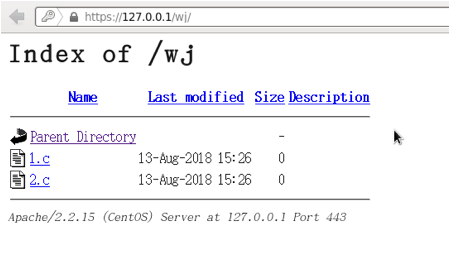 https://127.0.0.1/wj/
Index of /wj
Name Last modified Size Description
Parent Directory -
1.c 13-Aug-2018 15:26 0
2.c 13-Aug-2018 15:26 0
Apache/2.2.15 (CentOS) Server at 127.0.0.1 Port 443